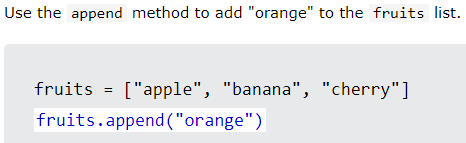 Use the append method to add "orange" to the fruits list.
fruits = ["apple", "banana", "cherry"]
fruits.append("orange")